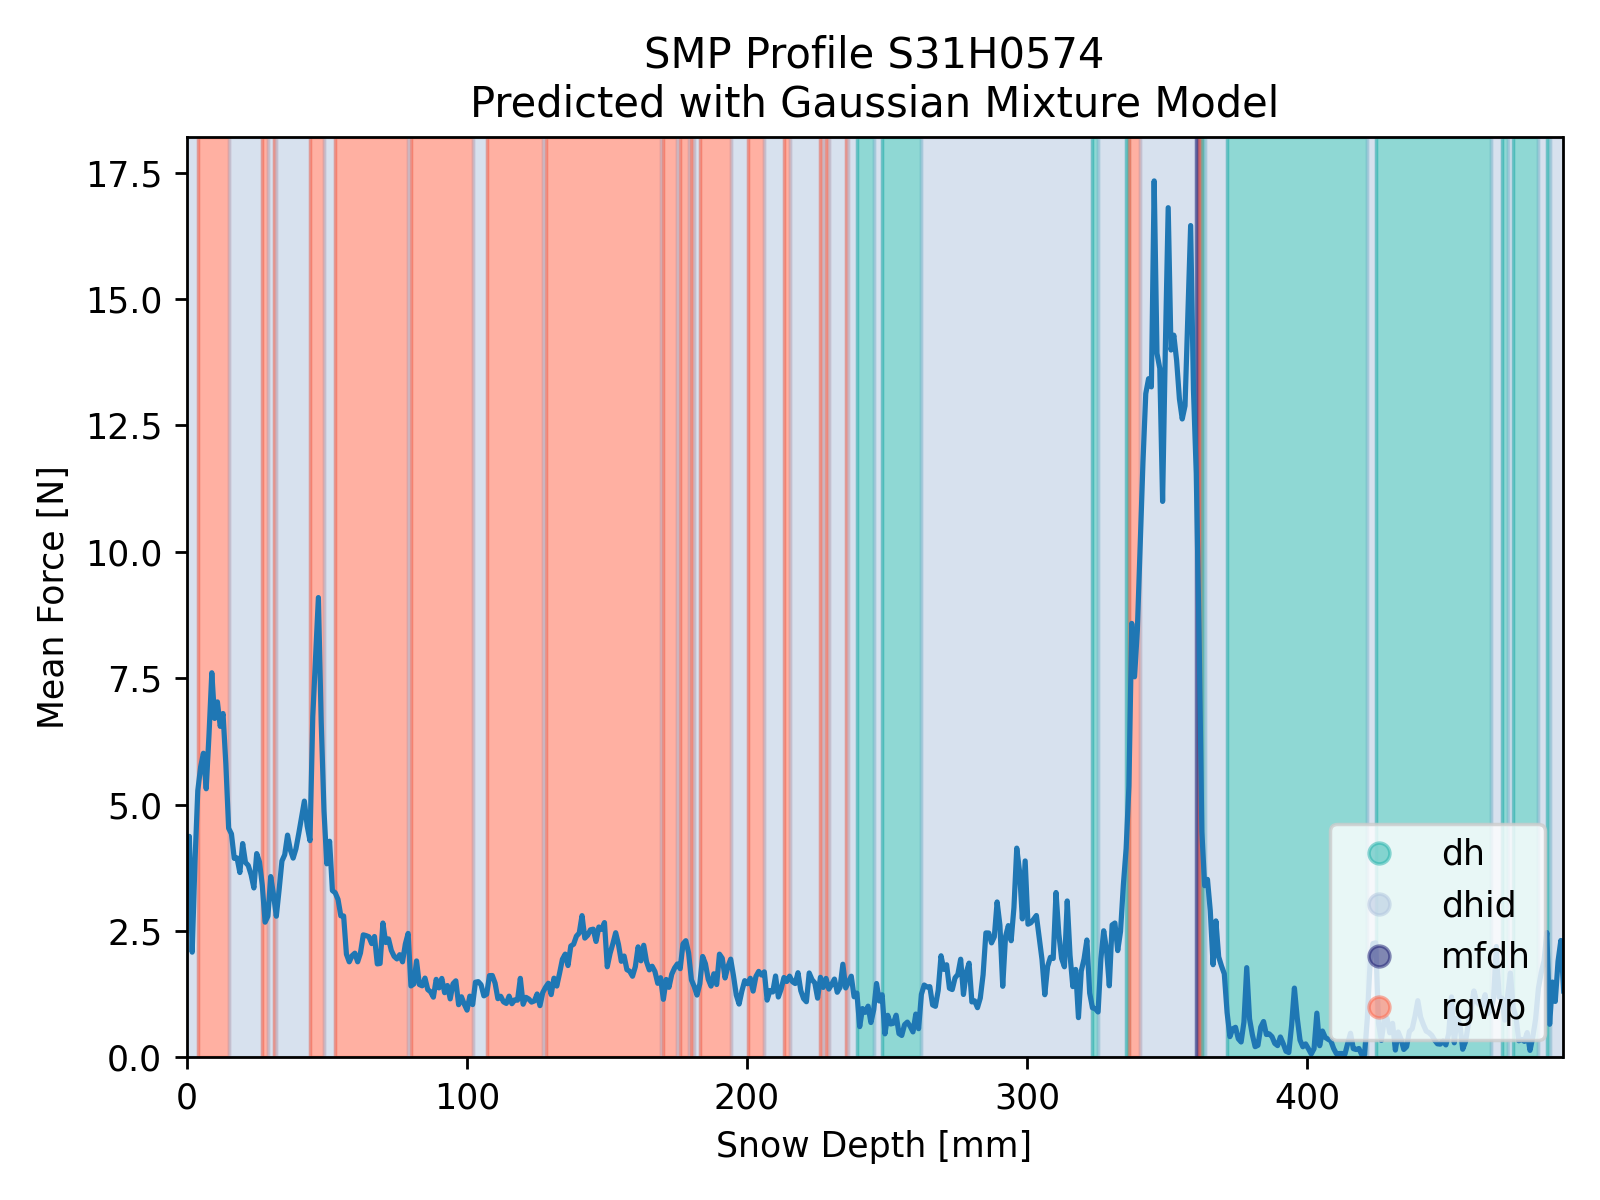 SMP Profile S31H0574
Predicted with Gaussian Mixture Model
17.5
15.0
12.5
10.0
7.5
5.0
2.5
0.0
Mean Force [N]
dh
dhid
mfdh
rgwp
0 100 200 300 400
Snow Depth [mm]